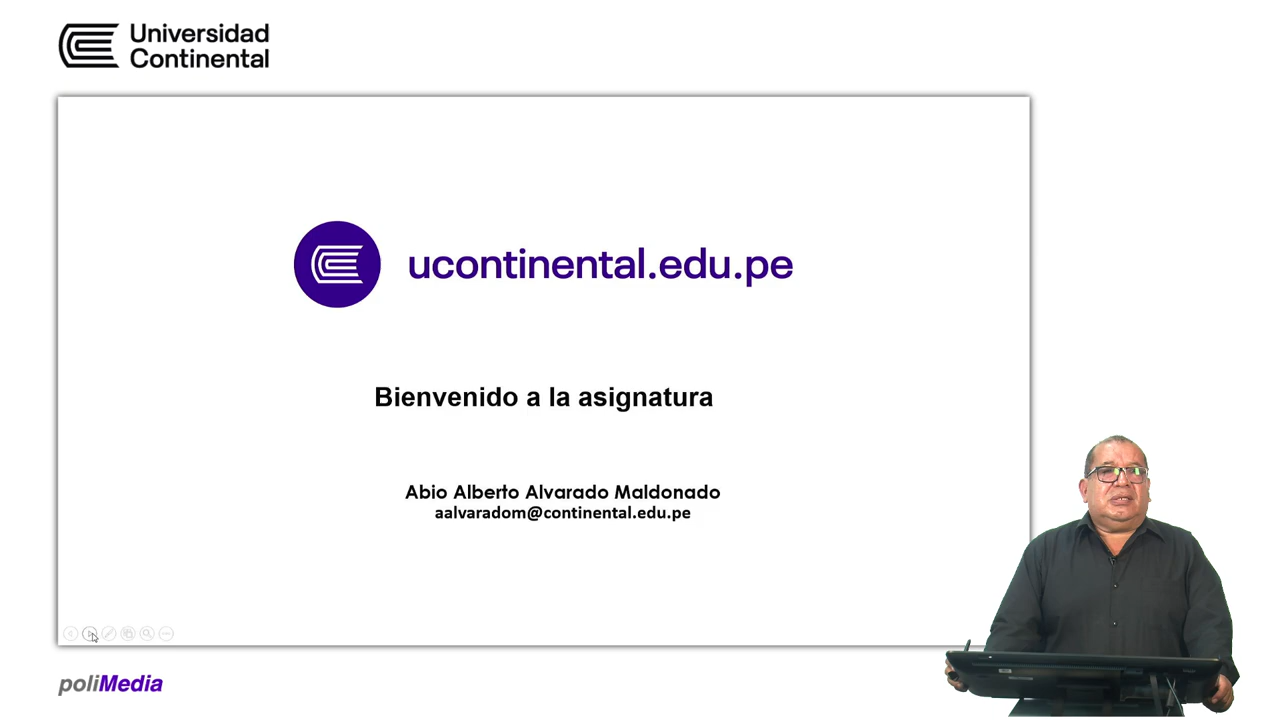 Universidad
Continental
ucontinental.edu.pe
Bienvenido a la asignatura
Abio Alberto Alvarado Maldonado
aalvaradom@continental.edu.pe
poliMedia